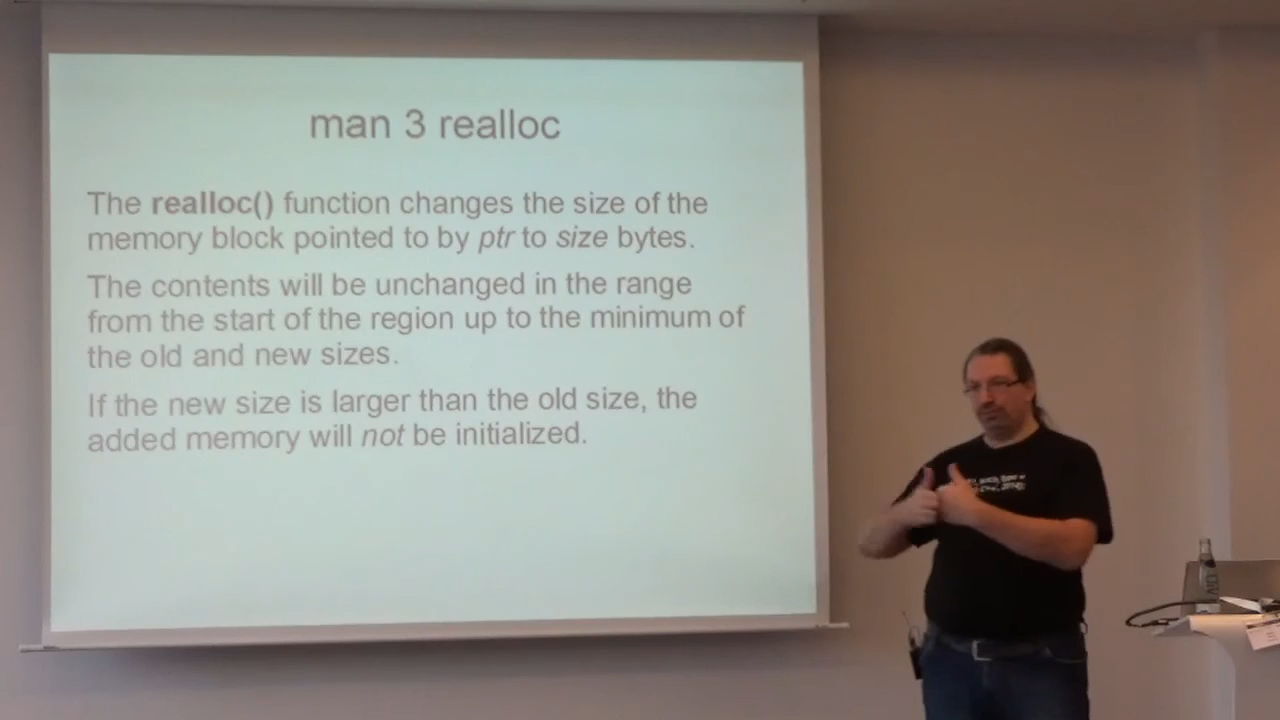 man 3 realloc
The realloc() function changes the size of the
memory block pointed to by ptr to size bytes.
The contents will be unchanged in the range
from the start of the region up to the minimum of
the old and new sizes.
If the new size is larger than the old size, the
added memory will not be initialized.